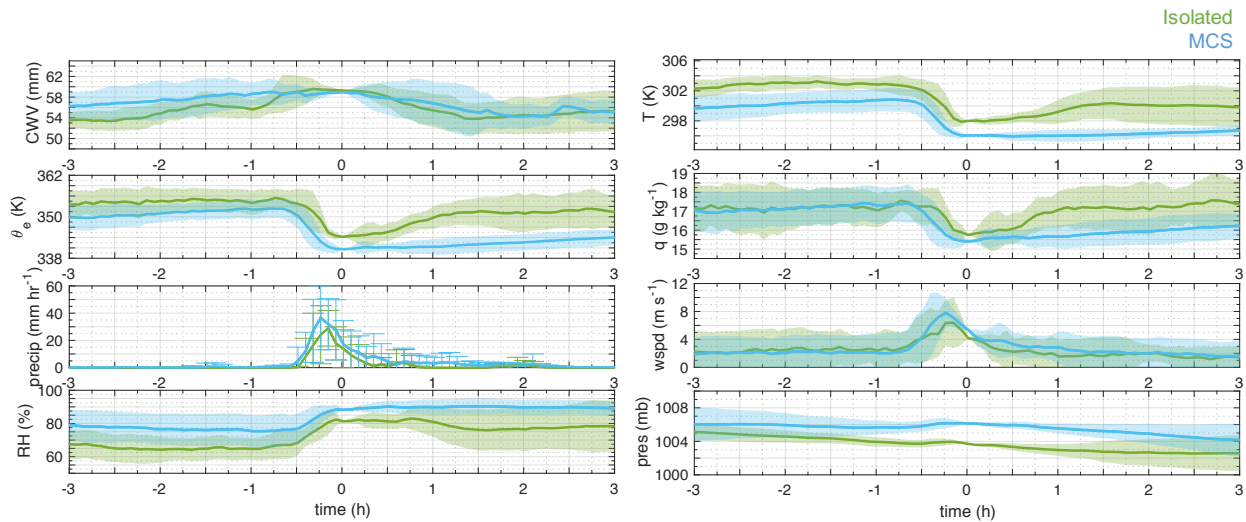 Isolated
MCS
CWV (mm)
62
58
54
50
-3 -2 -1 0 1 2 3
T (K)
306
302
298
-3 -2 -1 0 1 2 3
θe (K)
362
350
338
-3 -2 -1 0 1 2 3
q (g kg-1)
19
18
17
16
15
-3 -2 -1 0 1 2 3
precip (mm hr-1)
60
40
20
0
-3 -2 -1 0 1 2 3
wspd (m s-1)
12
8
4
0
-3 -2 -1 0 1 2 3
RH (%)
100
80
60
-3 -2 -1 0 1 2 3
time (h)
pres (mb)
1008
1004
1000
-3 -2 -1 0 1 2 3
time (h)